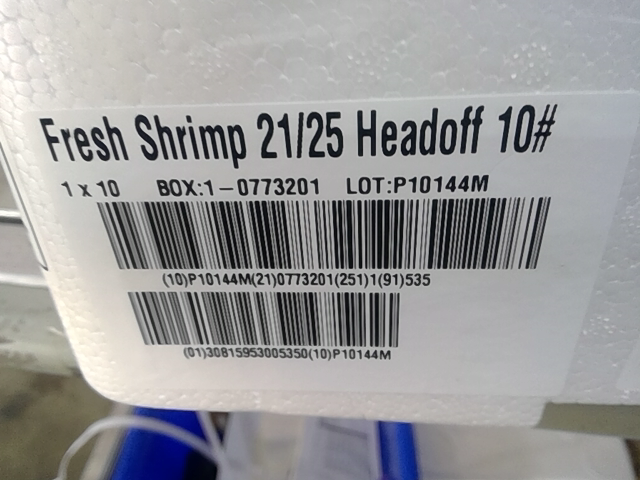 Fresh Shrimp 21/25 Headoff 10#
1 x 10 BOX:1-0773201 LOT:P10144M
(10)P10144M(21)0773201(251)1(91)535
(01)30815953005350(10)P10144M